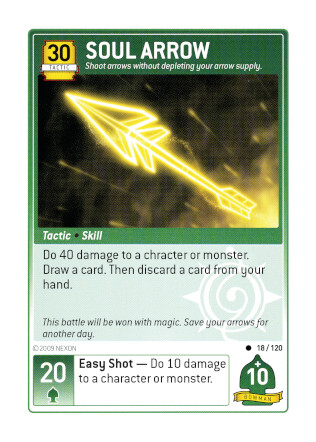 30
TACTIC
SOUL ARROW
Shoot arrows without depleting your arrow supply.
Tactic • Skill
Do 40 damage to a chracter or monster.
Draw a card. Then discard a card from your
hand.
This battle will be won with magic. Save your arrows for
another day.
© 2009 NEXON
● 18 / 120
20
Easy Shot — Do 10 damage
to a character or monster.
+
10
BOWMAN